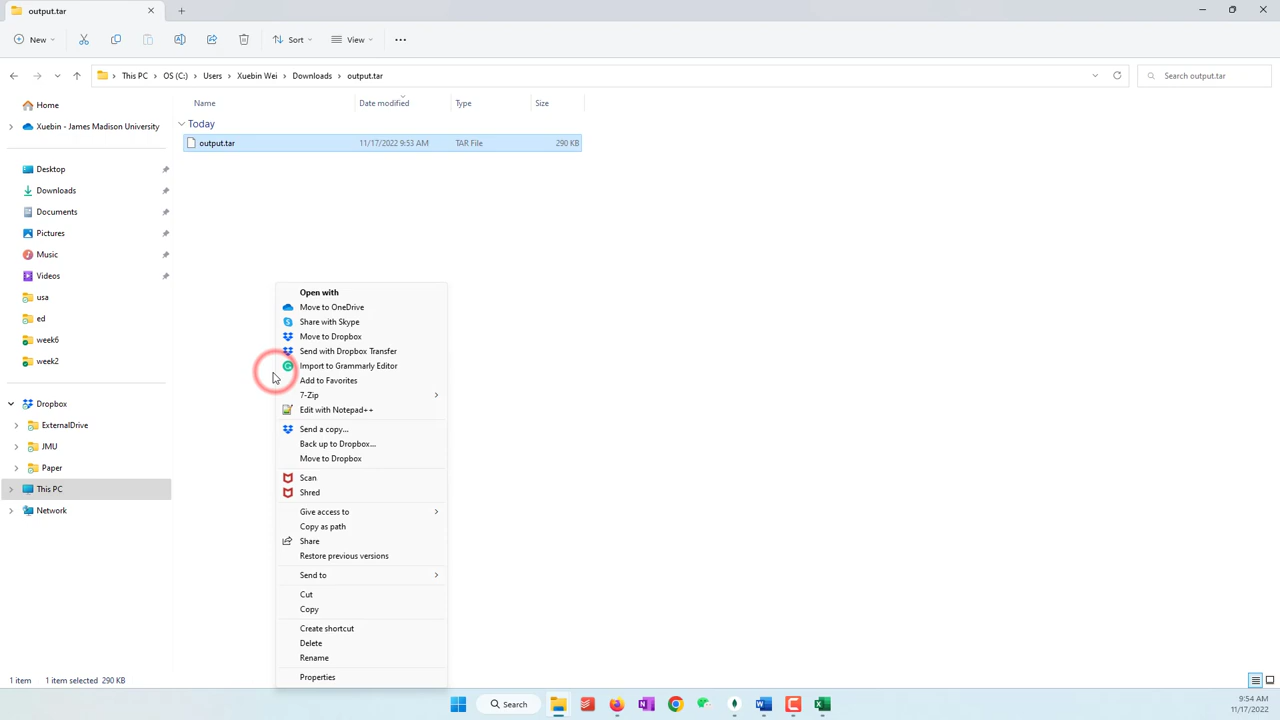 output.tar
New
Sort
View
This PC
OS (C:)
Users
Xuebin Wei
Downloads
output.tar
Search output.tar
Home
Xuebin - James Madison University
Desktop
Downloads
Documents
Pictures
Music
Videos
usa
ed
week6
week2
Dropbox
ExternalDrive
JMU
Paper
This PC
Network
Name Date modified Type Size
Today
output.tar 11/17/2022 9:53 AM TAR File 290 KB
Open with
Move to OneDrive
Share with Skype
Move to Dropbox
Send with Dropbox Transfer
Import to Grammarly Editor
Add to Favorites
7-Zip
Edit with Notepad++
Send a copy...
Back up to Dropbox...
Move to Dropbox
Scan
Shred
Give access to
Copy as path
Share
Restore previous versions
Send to
Cut
Copy
Create shortcut
Delete
Rename
Properties
1 item 1 item selected 290 KB
Search
9:54 AM
11/17/2022